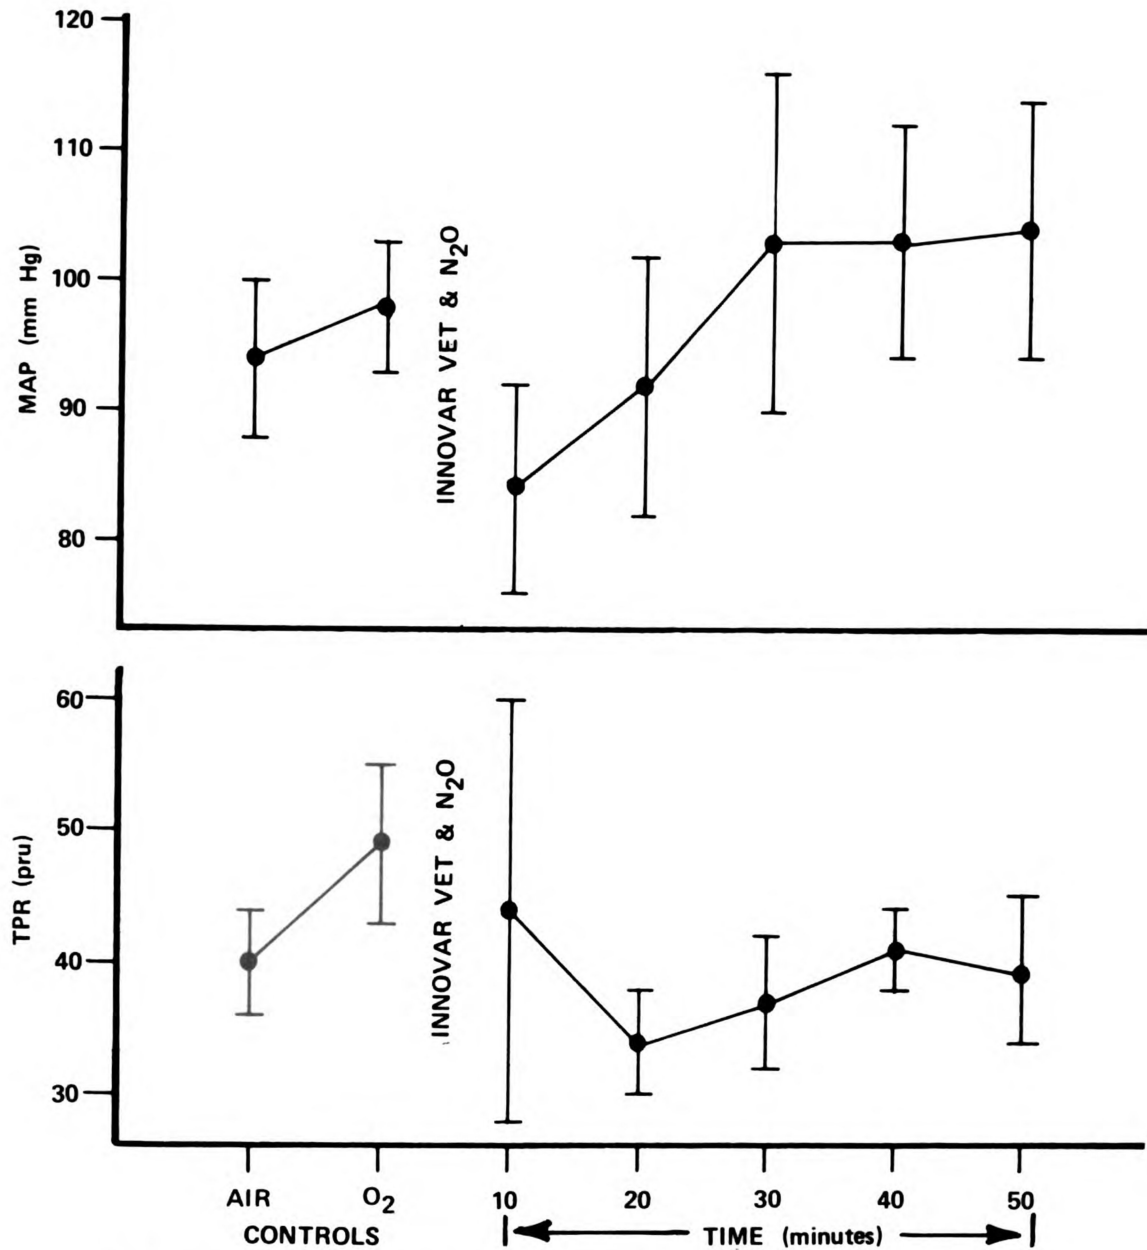 120
110
100
90
80
MAP (mm Hg)
INNOVAR VET & N₂O
60
50
40
30
TPR (pru)
INNOVAR VET & N₂O
AIR O₂ 10 20 30 40 50
CONTROLS TIME (minutes)